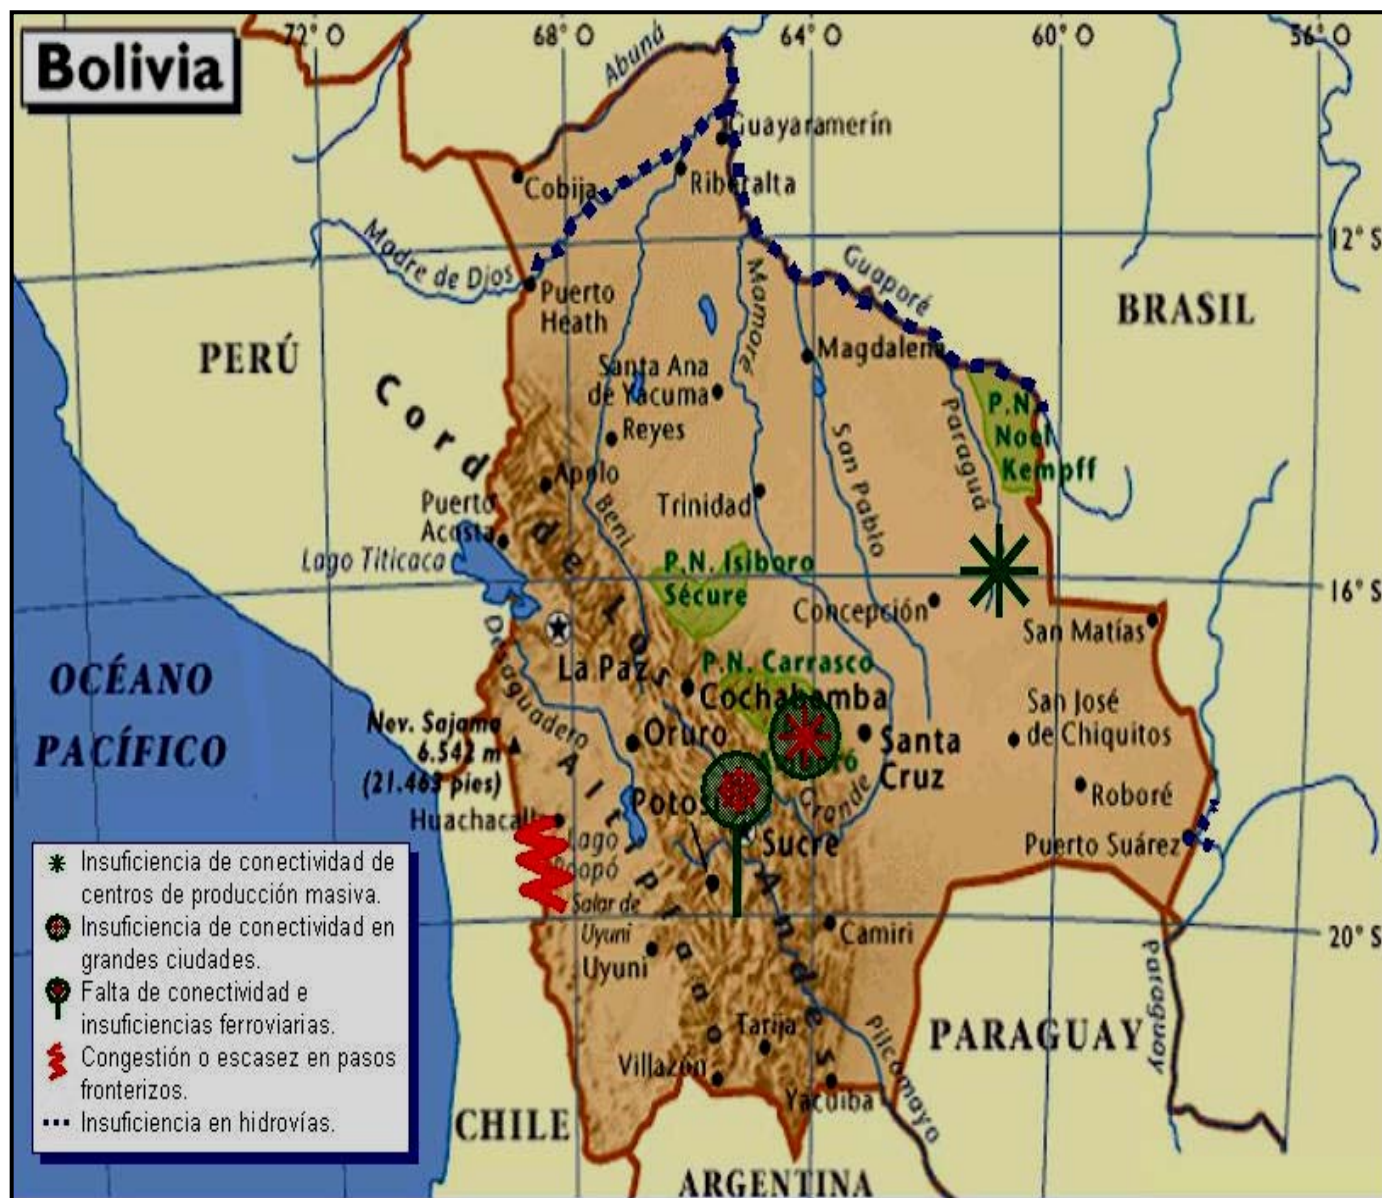 Bolivia
72° O
68° O
64° O
60° O
56° O
Abuná
Guayaramerín
Cobija
Riberalta
12° S
Madre de Dios
Puerto
Heath
Guaporé
BRASIL
PERÚ
Mamoré
Magdalena
Santa Ana
de Yacuma
Reyes
Paraguá
P.N.
Noel
Kempff
Cordillera
Apolo
San Pablo
Trinidad
Beni
Puerto
Acosta
de
Lago Titicaca
P.N. Isiboro
Sécure
los
Concepción
16° S
San Matías
Desaguadero
La Paz
P.N. Carrasco
OCÉANO
PACÍFICO
Cochabamba
San José
de Chiquitos
Nev. Sajama
6.542 m
(21.463 pies)
Oruro
Santa
Cruz
Altiplano
Grande
Roboré
Potosí
Huachacalla
Sucre
Puerto Suárez
Lago
Poopó
Andes
Salar de
Uyuni
Uyuni
Camiri
20° S
Paraguay
Tarija
PARAGUAY
Villazón
Pilcomayo
Yacuiba
CHILE
ARGENTINA
Insuficiencia de conectividad de
centros de producción masiva.
Insuficiencia de conectividad en
grandes ciudades.
Falta de conectividad e
insuficiencias ferroviarias.
Congestión o escasez en pasos
fronterizos.
Insuficiencia en hidrovías.